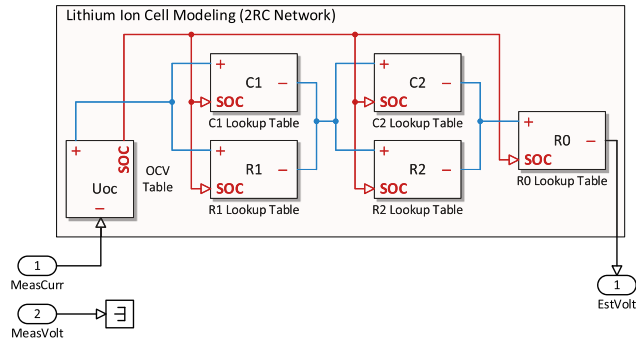 Lithium Ion Cell Modeling (2RC Network)
+ C1 −
SOC
C1 Lookup Table
+ C2 −
SOC
C2 Lookup Table
+ SOC
Uoc
−
OCV
Table
+ R1 −
SOC
R1 Lookup Table
+ R2 −
SOC
R2 Lookup Table
+ R0 −
SOC
R0 Lookup Table
1
MeasCurr
2
MeasVolt
1
EstVolt